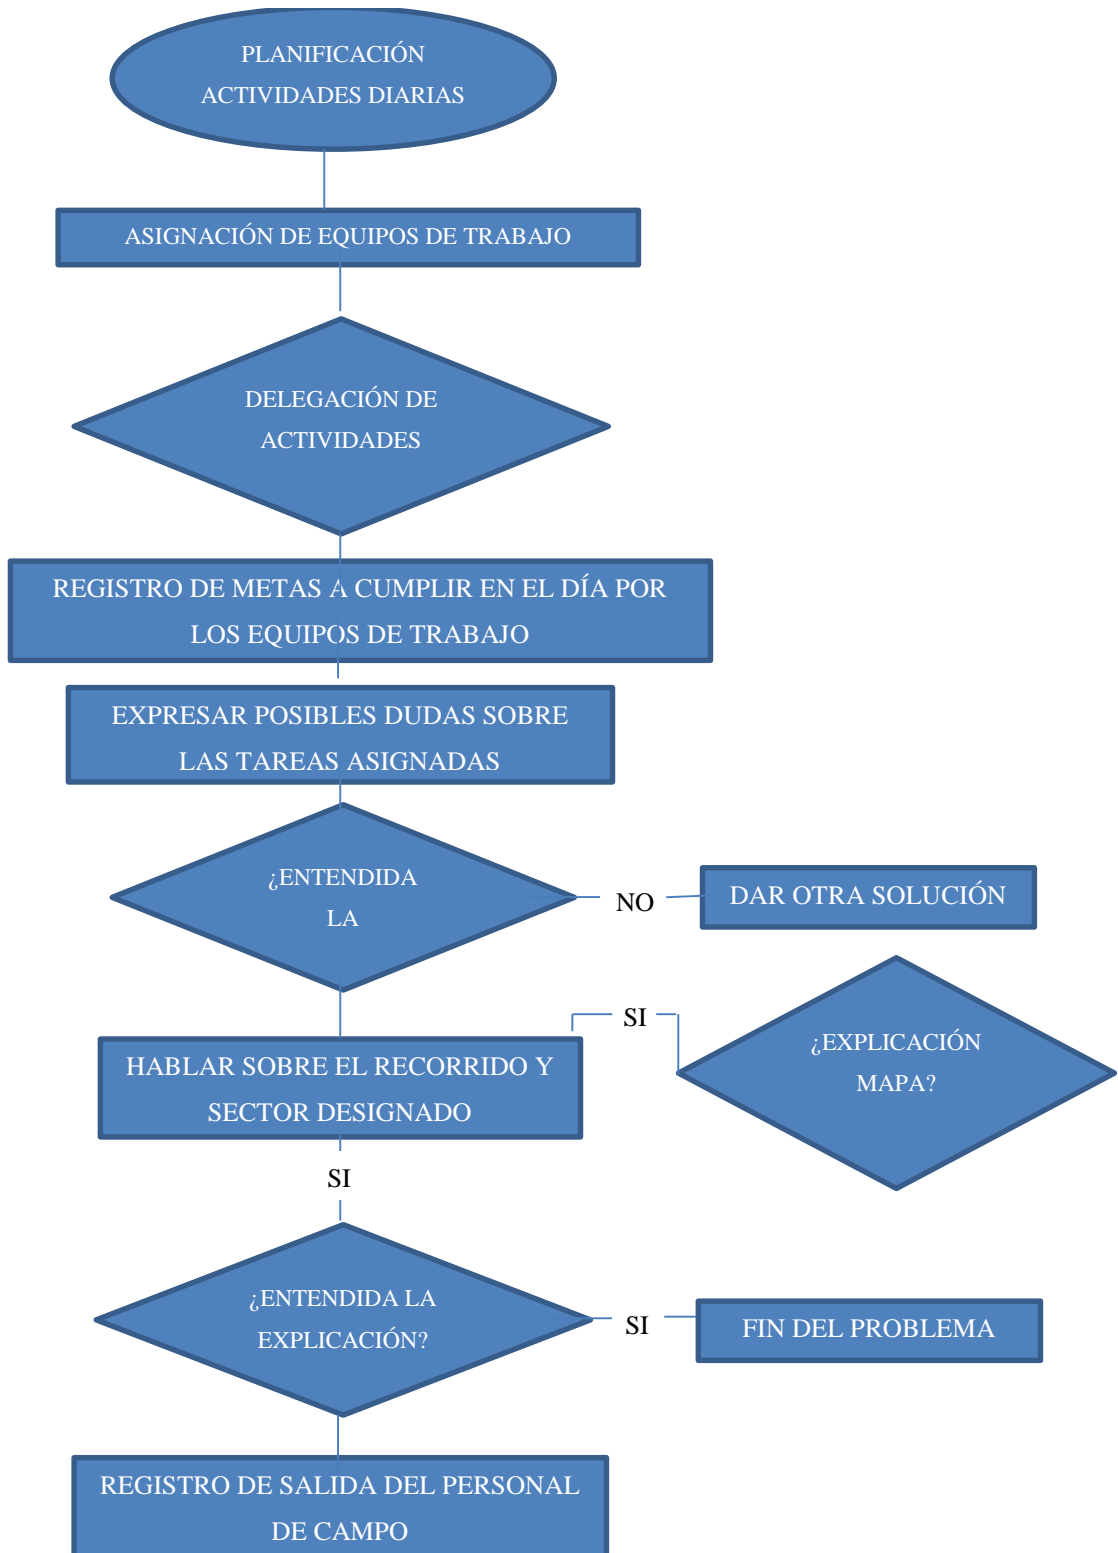 PLANIFICACIÓN
ACTIVIDADES DIARIAS
ASIGNACIÓN DE EQUIPOS DE TRABAJO
DELEGACIÓN DE
ACTIVIDADES
REGISTRO DE METAS A CUMPLIR EN EL DÍA POR
LOS EQUIPOS DE TRABAJO
EXPRESAR POSIBLES DUDAS SOBRE
LAS TAREAS ASIGNADAS
¿ENTENDIDA
LA
NO
DAR OTRA SOLUCIÓN
SI
¿EXPLICACIÓN
MAPA?
HABLAR SOBRE EL RECORRIDO Y
SECTOR DESIGNADO
SI
¿ENTENDIDA LA
EXPLICACIÓN?
SI
FIN DEL PROBLEMA
REGISTRO DE SALIDA DEL PERSONAL
DE CAMPO